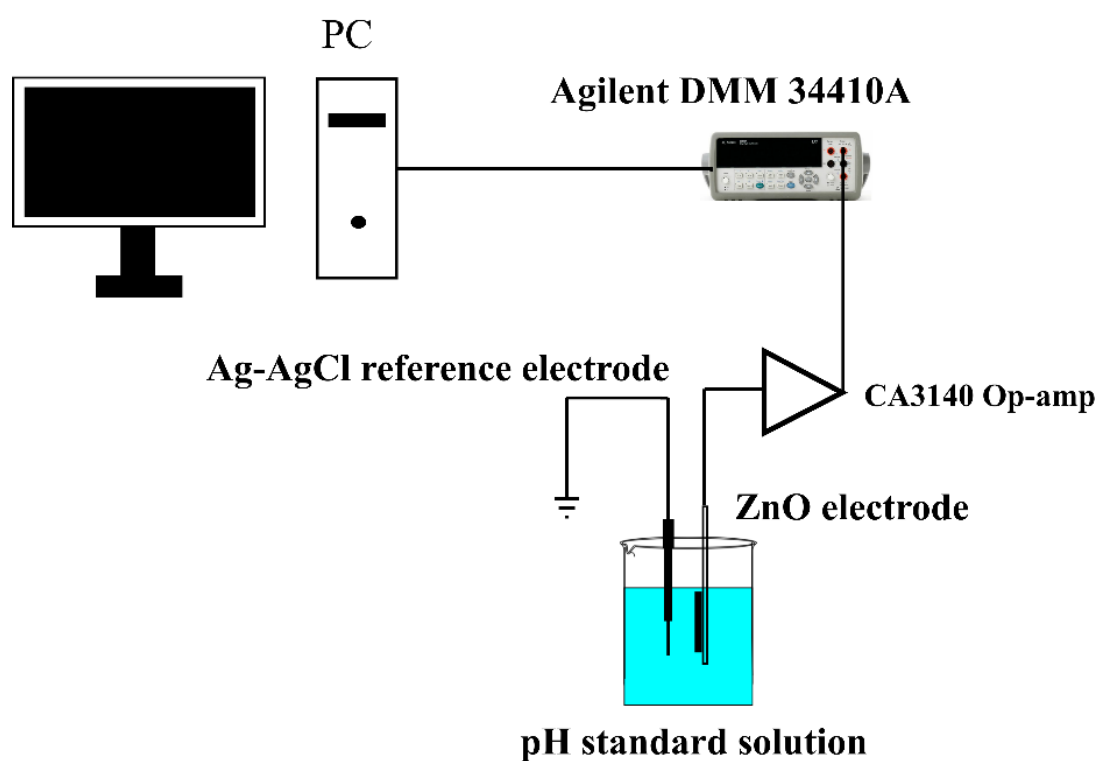 PC
Agilent DMM 34410A
Ag-AgCl reference electrode
CA3140 Op-amp
ZnO electrode
pH standard solution